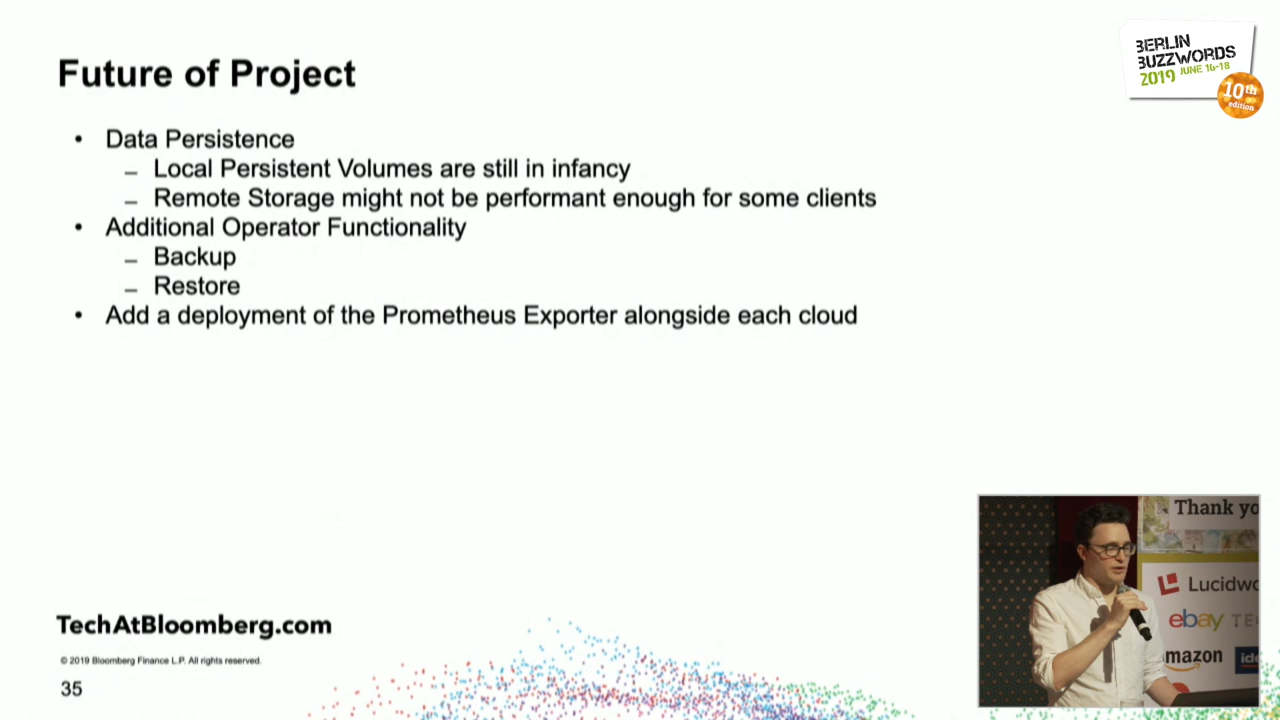 Future of Project
• Data Persistence
– Local Persistent Volumes are still in infancy
– Remote Storage might not be performant enough for some clients
• Additional Operator Functionality
– Backup
– Restore
• Add a deployment of the Prometheus Exporter alongside each cloud
BERLIN
BUZZWORDS
2019 JUNE 16-18
10th
edition
Thank yo
Lucidwo
ebay TE
mazon
ide
TechAtBloomberg.com
© 2019 Bloomberg Finance L.P. All rights reserved.
35